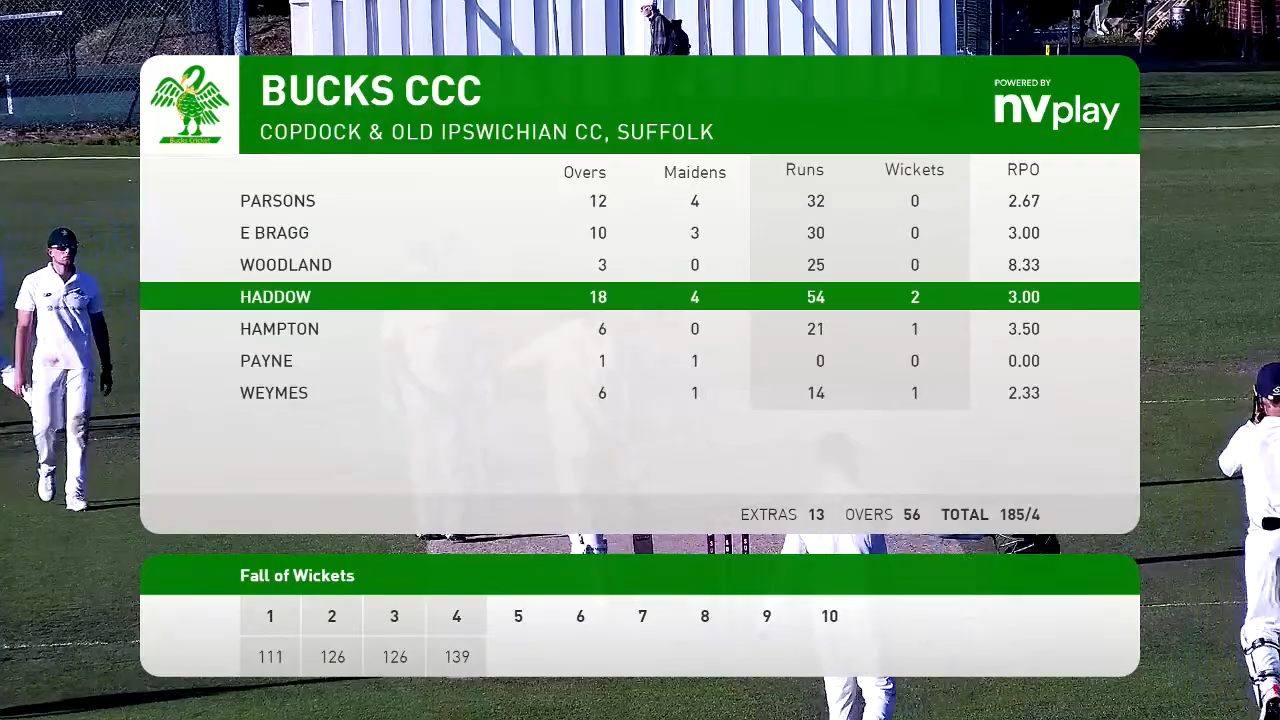 BUCKS CCC
COPDOCK & OLD IPSWICHIAN CC, SUFFOLK
POWERED BY
nvplay
Bucks Cricket
Overs Maidens Runs Wickets RPO
PARSONS 12 4 32 0 2.67
E BRAGG 10 3 30 0 3.00
WOODLAND 3 0 25 0 8.33
HADDOW 18 4 54 2 3.00
HAMPTON 6 0 21 1 3.50
PAYNE 1 1 0 0 0.00
WEYMES 6 1 14 1 2.33
EXTRAS 13 OVERS 56 TOTAL 185/4
Fall of Wickets
1 2 3 4 5 6 7 8 9 10
111 126 126 139